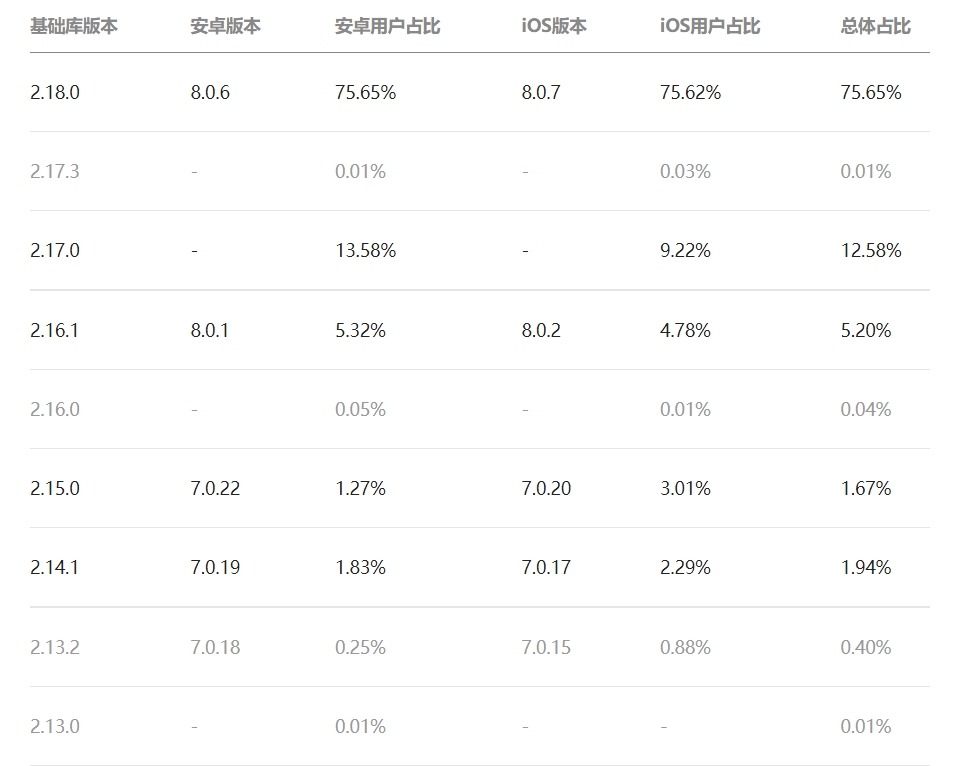 基础库版本 安卓版本 安卓用户占比 iOS版本 iOS用户占比 总体占比
2.18.0 8.0.6 75.65% 8.0.7 75.62% 75.65%
2.17.3 - 0.01% - 0.03% 0.01%
2.17.0 - 13.58% - 9.22% 12.58%
2.16.1 8.0.1 5.32% 8.0.2 4.78% 5.20%
2.16.0 - 0.05% - 0.01% 0.04%
2.15.0 7.0.22 1.27% 7.0.20 3.01% 1.67%
2.14.1 7.0.19 1.83% 7.0.17 2.29% 1.94%
2.13.2 7.0.18 0.25% 7.0.15 0.88% 0.40%
2.13.0 - 0.01% - - 0.01%